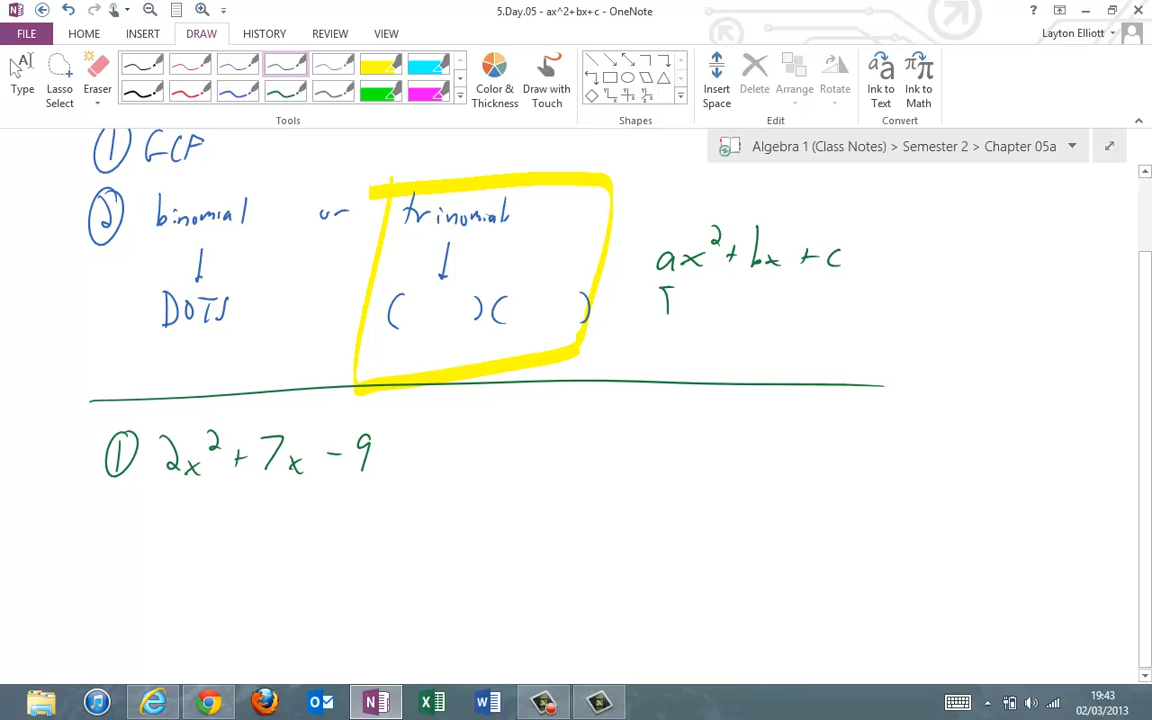 5.Day.05 - ax^2+bx+c - OneNote
FILE HOME INSERT DRAW HISTORY REVIEW VIEW
Layton Elliott
Type Lasso Select Eraser
Color & Thickness Draw with Touch
Insert Space Delete Arrange Rotate
Ink to Text Ink to Math
Tools Shapes Edit Convert
Algebra 1 (Class Notes) > Semester 2 > Chapter 05a
① GCF
② binomial or trinomial
ax² + bx + c
DOTS ( )( )
① 2x² + 7x - 9
19:43
02/03/2013